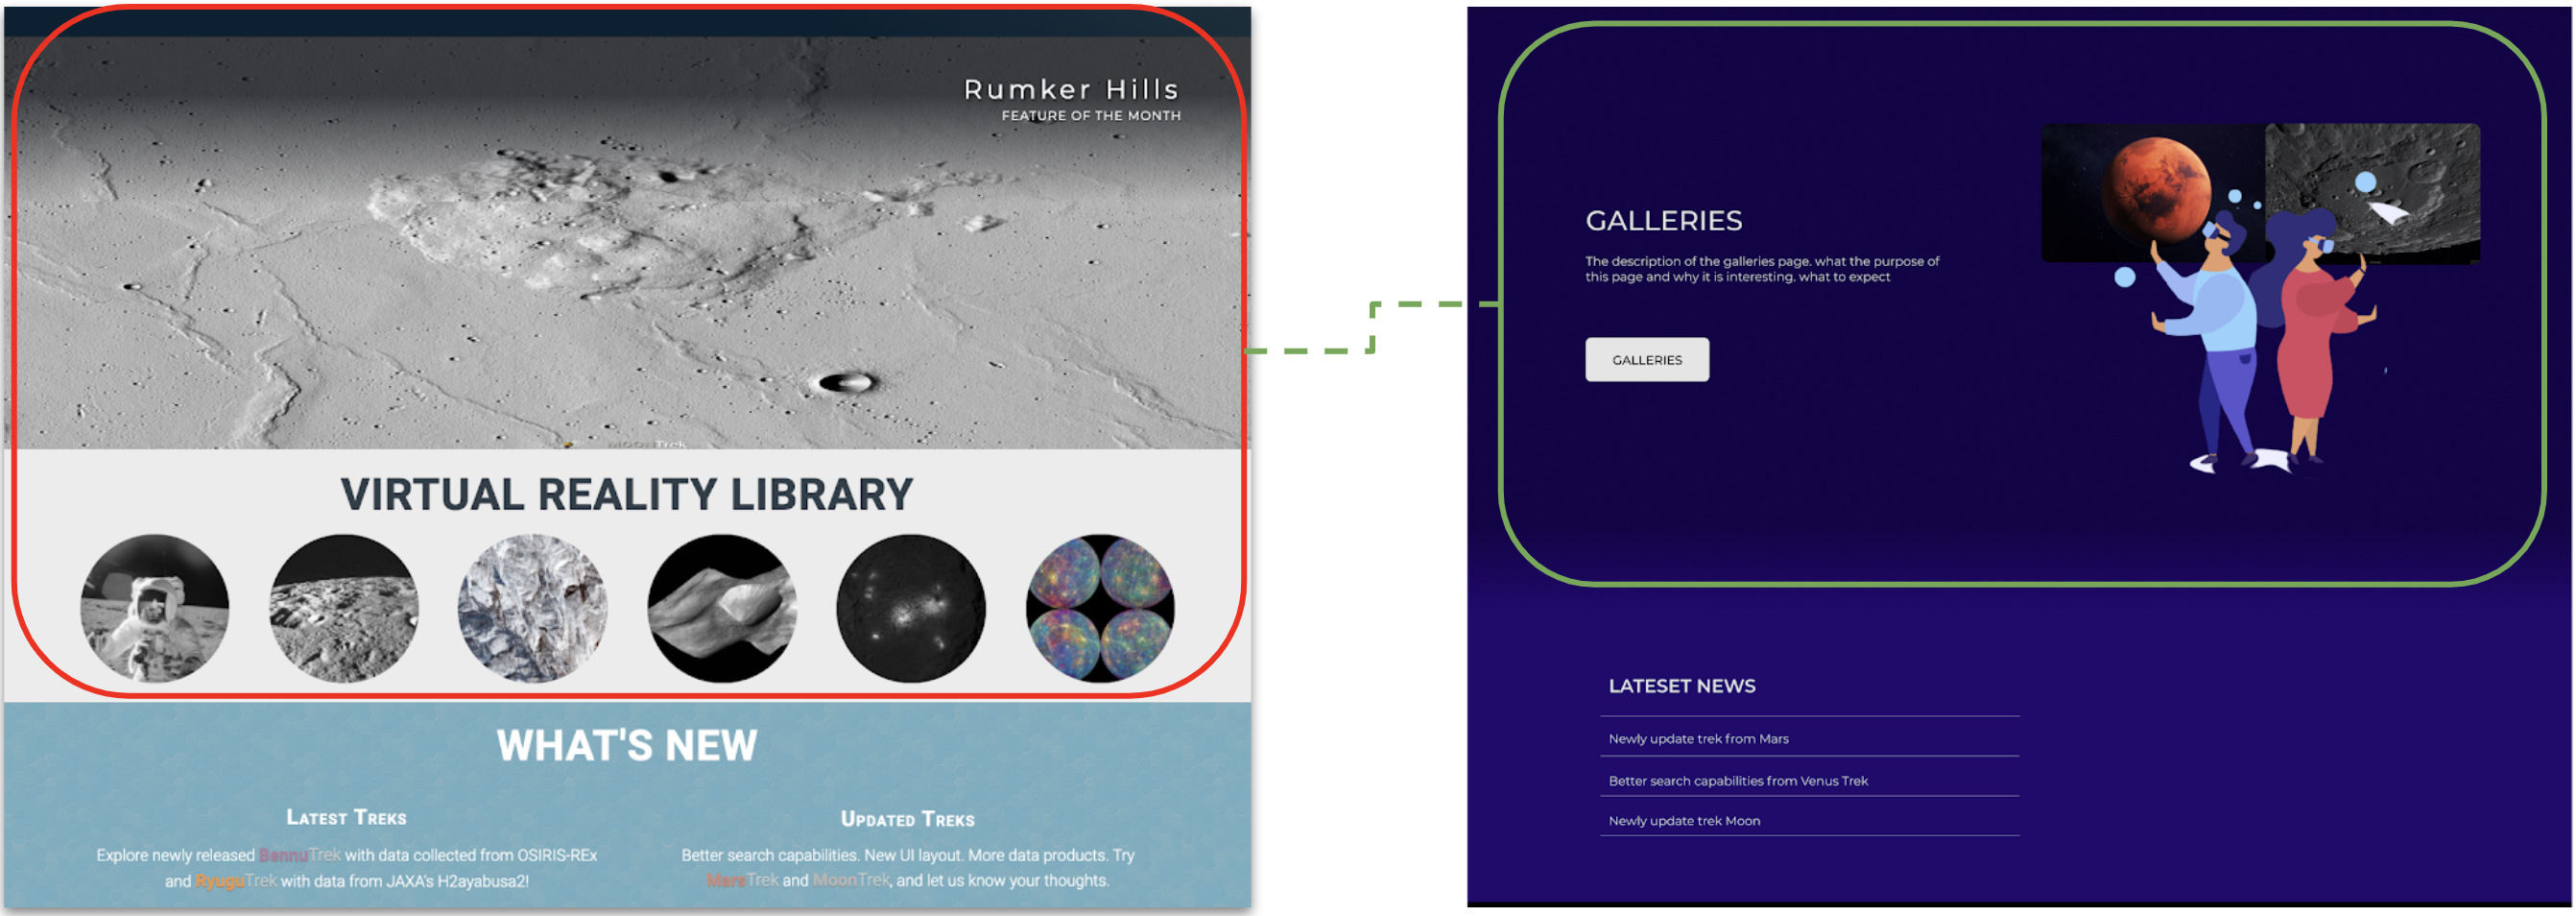 Rumker Hills
FEATURE OF THE MONTH
MOONTrek
VIRTUAL REALITY LIBRARY
WHAT'S NEW
LATEST TREKS
Explore newly released BennuTrek with data collected from OSIRIS-REx
and RyuguTrek with data from JAXA's H2ayabusa2!
UPDATED TREKS
Better search capabilities. New UI layout. More data products. Try
MarsTrek and MoonTrek, and let us know your thoughts.
GALLERIES
The description of the galleries page. what the purpose of
this page and why it is interesting. what to expect
GALLERIES
LATESET NEWS
Newly update trek from Mars
Better search capabilities from Venus Trek
Newly update trek Moon